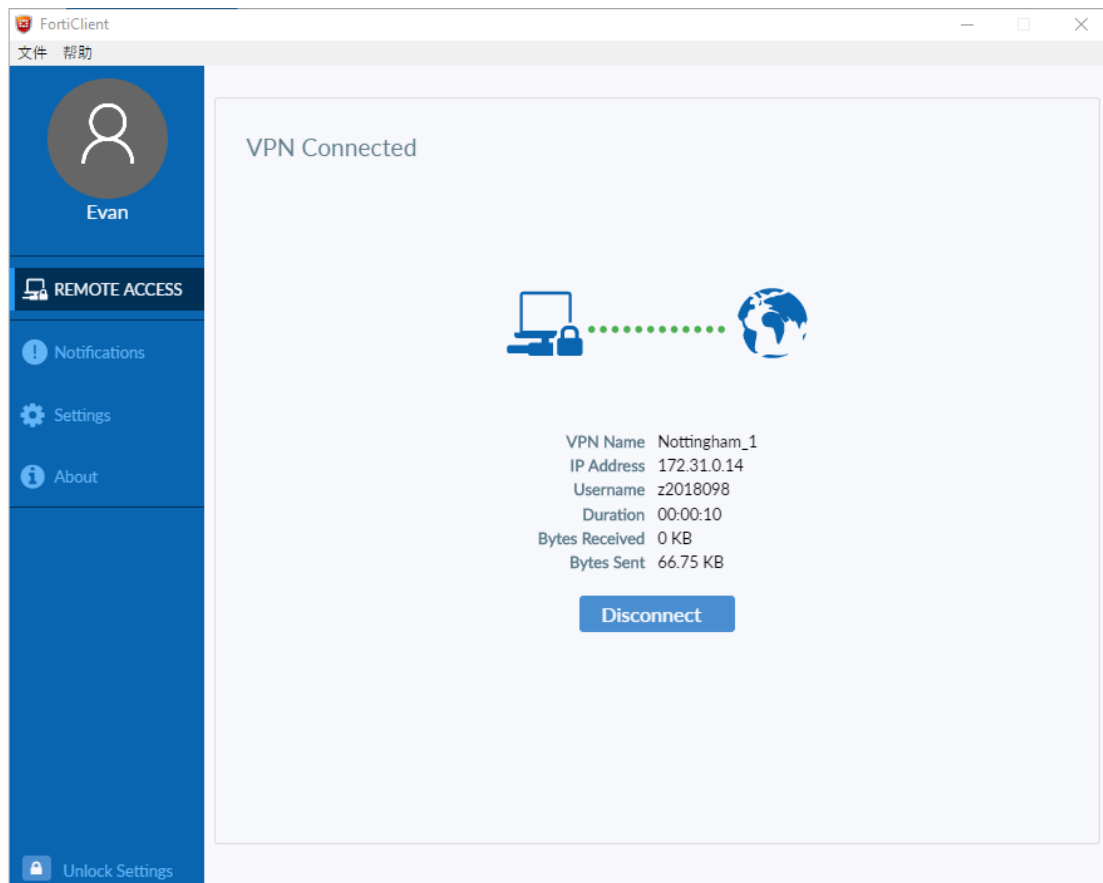 FortiClient
文件 帮助
Evan
REMOTE ACCESS
Notifications
Settings
About
Unlock Settings
VPN Connected
VPN Name Nottingham_1
IP Address 172.31.0.14
Username z2018098
Duration 00:00:10
Bytes Received 0 KB
Bytes Sent 66.75 KB
Disconnect